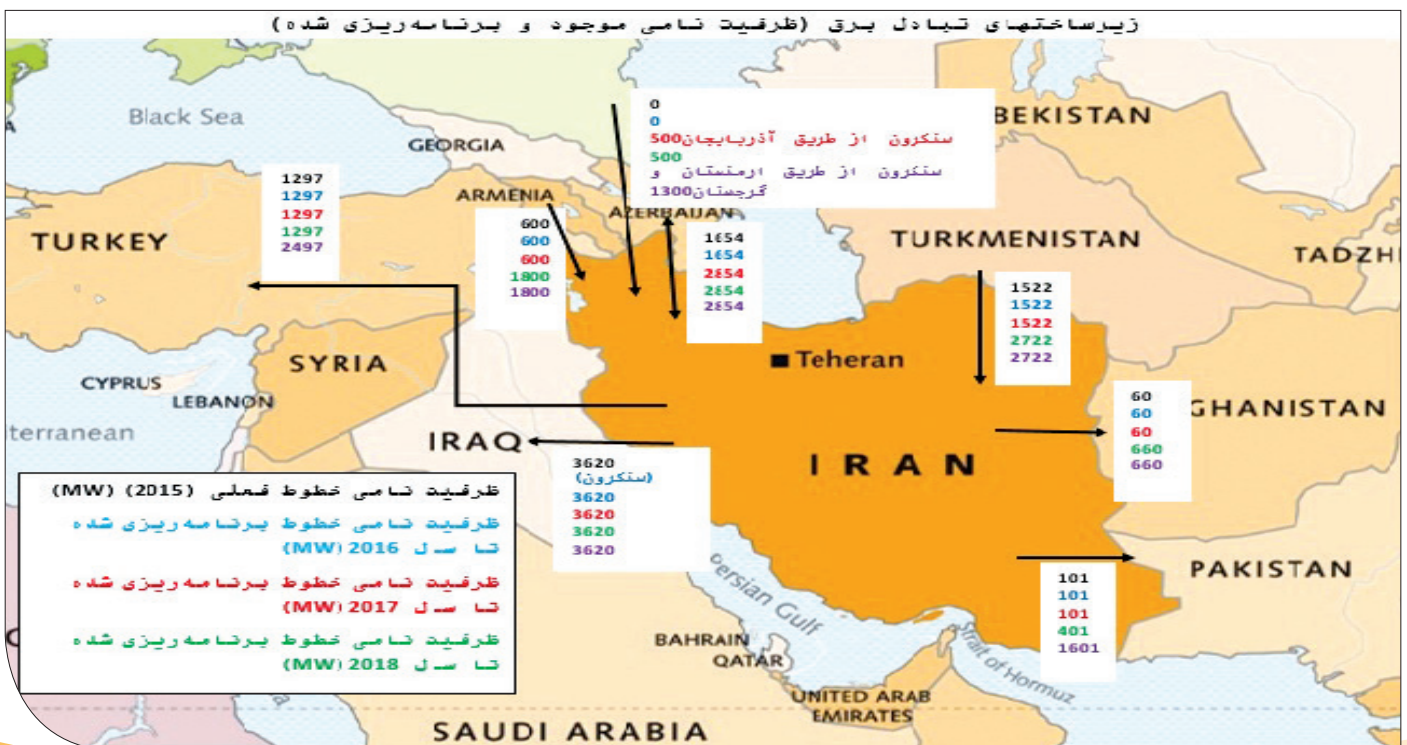 زیرساختهای تبادل برق (ظرفیت نامی موجود و برنامه‌ریزی شده)
Black Sea
GEORGIA
ARMENIA
AZERBAIJAN
BEKISTAN
TURKEY
TURKMENISTAN
TADZHI
0
0
سنکرون از طریق آذربایجان500
500
سنکرون از طریق ارمنستان و
گرجستان1300
1297
1297
1297
1297
2497
600
600
600
1800
1800
1654
1654
2854
2854
2854
1522
1522
1522
2722
2722
SYRIA
CYPRUS
LEBANON
terranean
IRAQ
Teheran
IRAN
GHANISTAN
60
60
60
660
660
3620
(سنکرون)
3620
3620
3620
3620
PAKISTAN
101
101
101
401
1601
Persian Gulf
Strait of Hormuz
BAHRAIN
QATAR
UNITED ARAB
EMIRATES
SAUDI ARABIA
ظرفیت نامی خطوط فعلی (2015) (MW)
ظرفیت نامی خطوط برنامه‌ریزی شده
تا سال 2016 (MW)
ظرفیت نامی خطوط برنامه‌ریزی شده
تا سال 2017 (MW)
ظرفیت نامی خطوط برنامه‌ریزی شده
تا سال 2018 (MW)